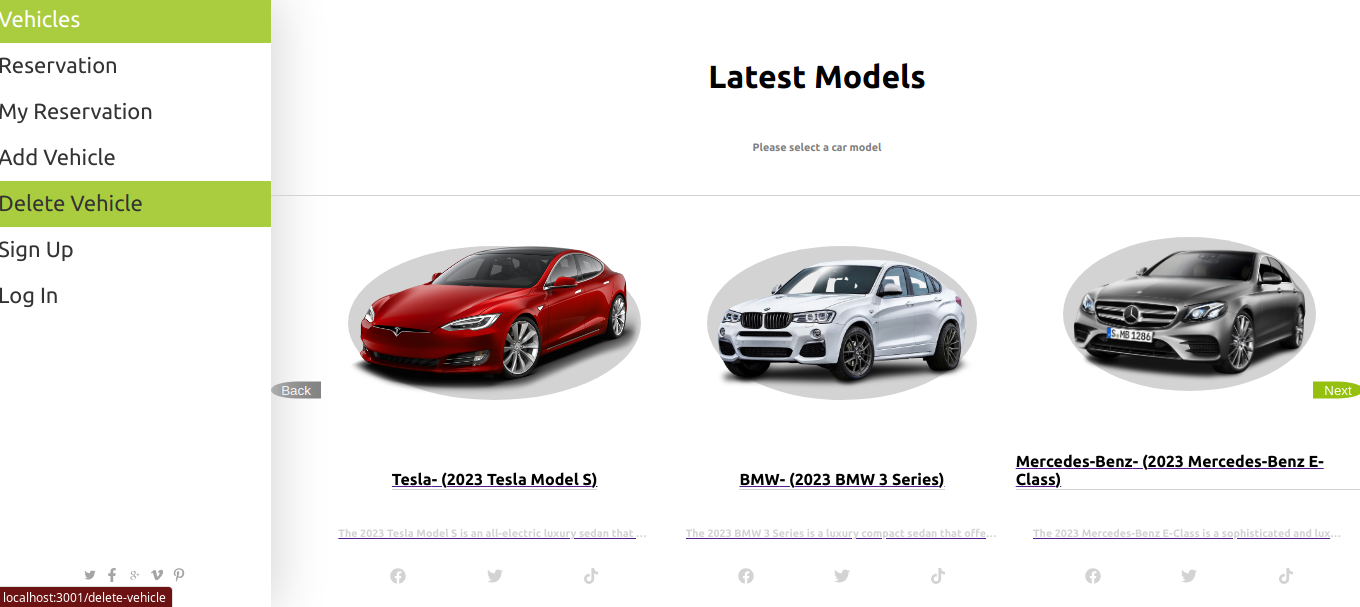 Vehicles
Reservation
My Reservation
Add Vehicle
Delete Vehicle
Sign Up
Log In
localhost:3001/delete-vehicle
Latest Models
Please select a car model
Back
Next
S MB 1286
Tesla- (2023 Tesla Model S)
The 2023 Tesla Model S is an all-electric luxury sedan that ...
BMW- (2023 BMW 3 Series)
The 2023 BMW 3 Series is a luxury compact sedan that offe...
Mercedes-Benz- (2023 Mercedes-Benz E-
Class)
The 2023 Mercedes-Benz E-Class is a sophisticated and lux...